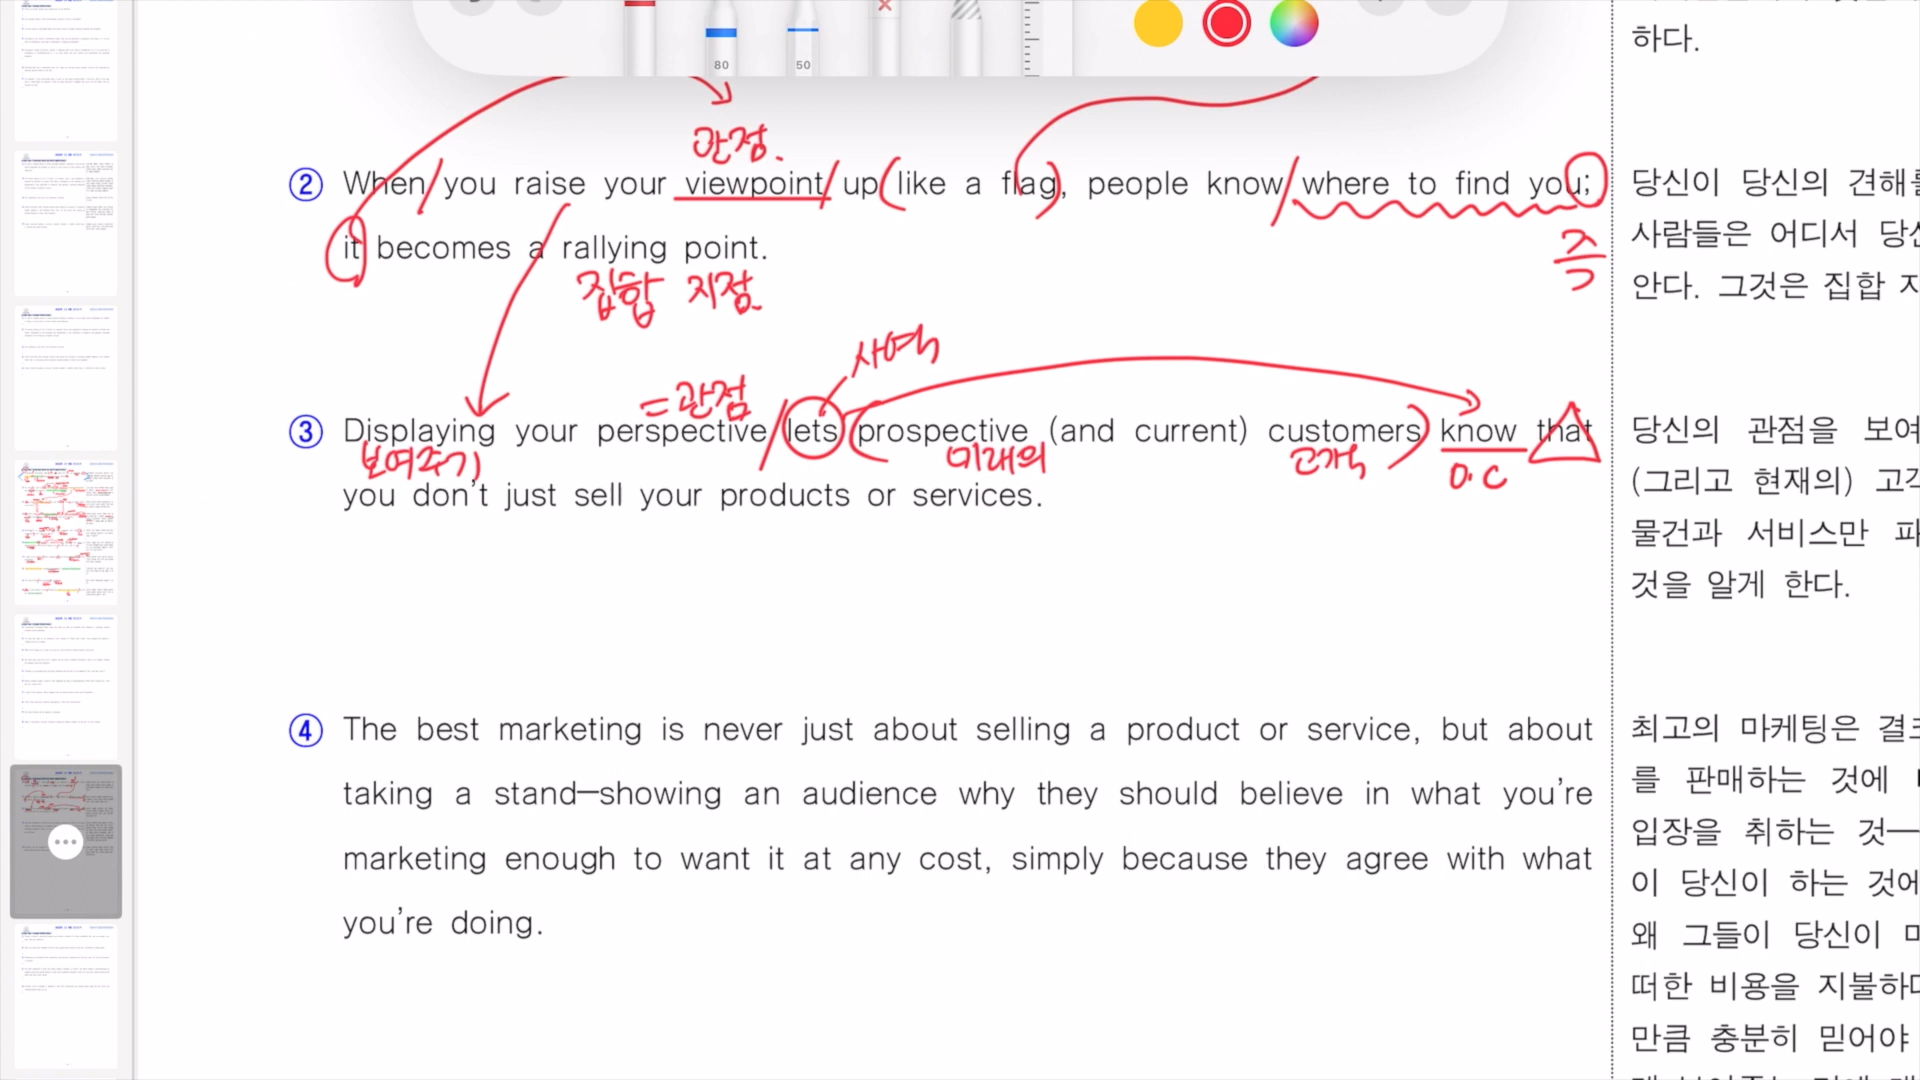 80
50
하다.
관점.
② When you raise your viewpoint up like a flag, people know where to find you;
it becomes a rallying point.
즉
집합 지점
당신이 당신의 견해를
사람들은 어디서 당신
안다. 그것은 집합 지
사역
= 관점
③ Displaying your perspective lets prospective (and current) customers know that
보여주기
미래의
고객
O.C
you don't just sell your products or services.
당신의 관점을 보여
(그리고 현재의) 고객
물건과 서비스만 파
것을 알게 한다.
④ The best marketing is never just about selling a product or service, but about
taking a stand—showing an audience why they should believe in what you're
marketing enough to want it at any cost, simply because they agree with what
you're doing.
최고의 마케팅은 결코
를 판매하는 것에
입장을 취하는 것—
이 당신이 하는 것에
왜 그들이 당신이
떠한 비용을 지불하
만큼 충분히 믿어야